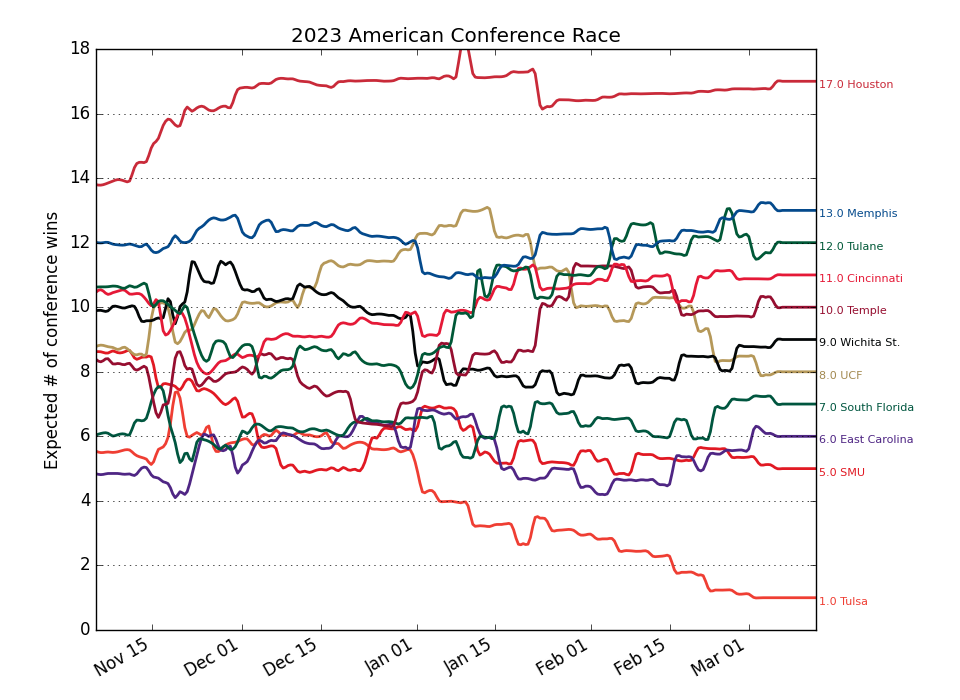 2023 American Conference Race
Expected # of conference wins
18
16
14
12
10
8
6
4
2
0
17.0 Houston
13.0 Memphis
12.0 Tulane
11.0 Cincinnati
10.0 Temple
9.0 Wichita St.
8.0 UCF
7.0 South Florida
6.0 East Carolina
5.0 SMU
1.0 Tulsa
Nov 15
Dec 01
Dec 15
Jan 01
Jan 15
Feb 01
Feb 15
Mar 01